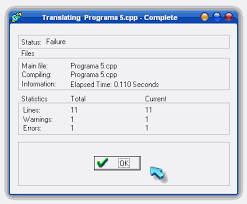 Translating Programa 5.cpp - Complete
Status: Failure
Files
Main file: Programa 5.cpp
Compiling: Programa 5.cpp
Information: Elapsed Time: 0.110 Seconds
Statistics Total Current
Lines: 11 11
Warnings: 1 1
Errors: 1 1
OK